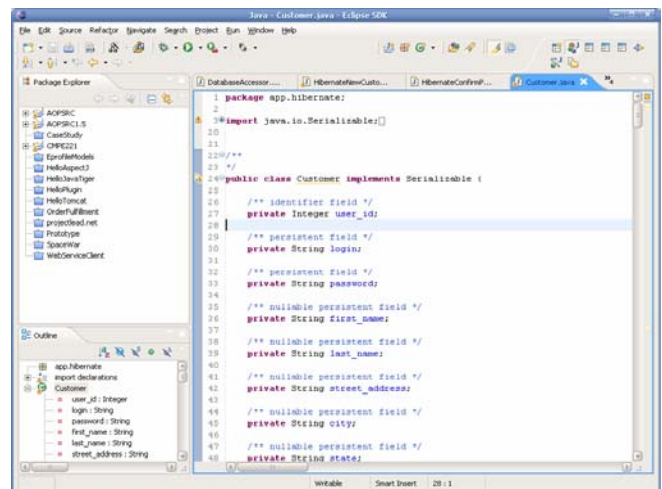 Java - Customer.java - Eclipse SDK
File Edit Source Refactor Navigate Search Project Run Window Help
Package Explorer
AOPSRC
AOPSRC1.5
CaseStudy
CMPE221
EprofileModels
HelloAspectJ
HelloJavaTiger
HelloPlugin
HelloTomcat
OrderFulfillment
projectlead.net
Prototype
SpaceWar
WebServiceClient
Outline
app.hibernate
import declarations
Customer
user_id : Integer
login : String
password : String
first_name : String
last_name : String
street_address : String
DatabaseAccessor.... HibernateNewCusto... HibernateConfirmP... Customer.java
1 package app.hibernate;
2
3 import java.io.Serializable;
20
21
22 /**
23 */
24 public class Customer implements Serializable {
25
26 /** identifier field */
27 private Integer user_id;
28
29 /** persistent field */
30 private String login;
31
32 /** persistent field */
33 private String password;
34
35 /** nullable persistent field */
36 private String first_name;
37
38 /** nullable persistent field */
39 private String last_name;
40
41 /** nullable persistent field */
42 private String street_address;
43
44 /** nullable persistent field */
45 private String city;
46
47 /** nullable persistent field */
48 private String state;
Writable Smart Insert 28 : 1